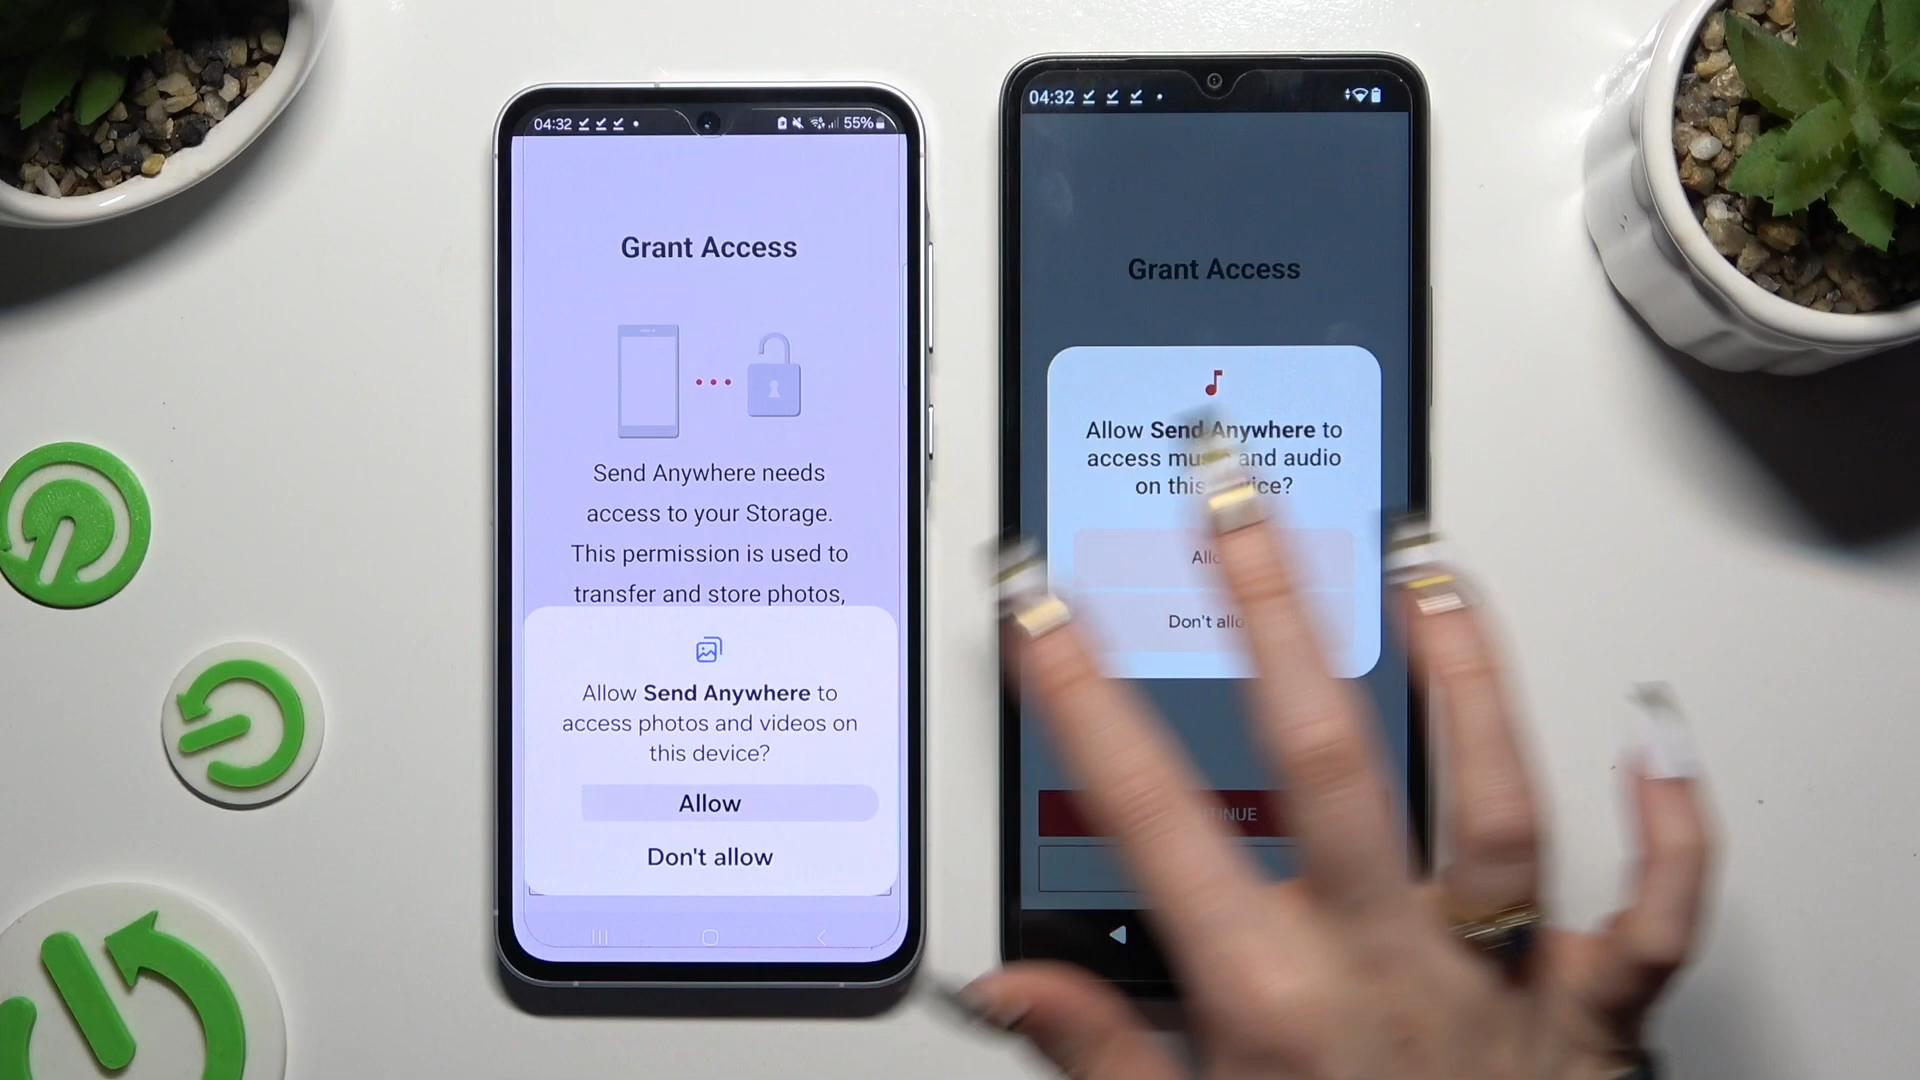 04:32
55%
Grant Access
Send Anywhere needs
access to your Storage.
This permission is used to
transfer and store photos,
Allow Send Anywhere to
access photos and videos on
this device?
Allow
Don't allow
04:32
Grant Access
Allow Send Anywhere to
access and audio
on this